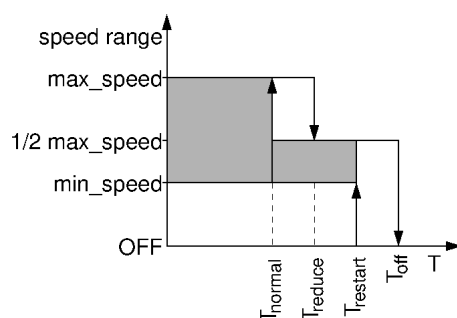 speed range
max_speed
1/2 max_speed
min_speed
OFF
Tnormal
Treduce
Trestart
Toff
T